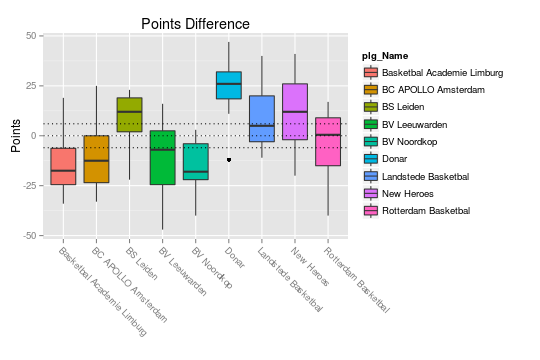 Points Difference
50
25
0
-25
-50
Points
Basketbal Academie Limburg
BC APOLLO Amsterdam
BS Leiden
BV Leeuwarden
BV Noordkop
Donar
Landstede Basketbal
New Heroes
Rotterdam Basketbal
plg_Name
Basketbal Academie Limburg
BC APOLLO Amsterdam
BS Leiden
BV Leeuwarden
BV Noordkop
Donar
Landstede Basketbal
New Heroes
Rotterdam Basketbal